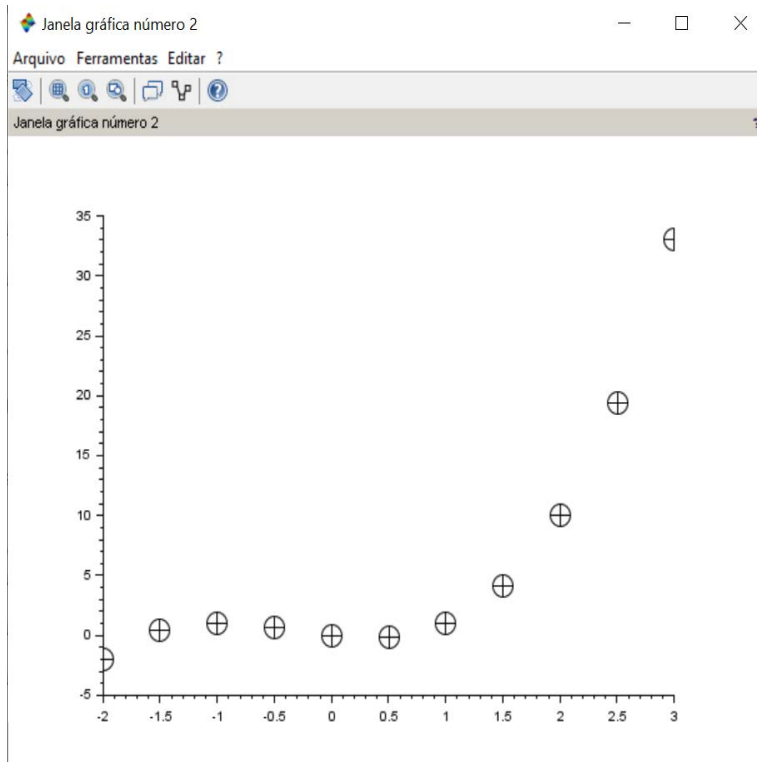 Janela gráfica número 2
Arquivo Ferramentas Editar ?
Janela gráfica número 2 ?
35
30
25
20
15
10
5
0
-5
-2 -1.5 -1 -0.5 0 0.5 1 1.5 2 2.5 3